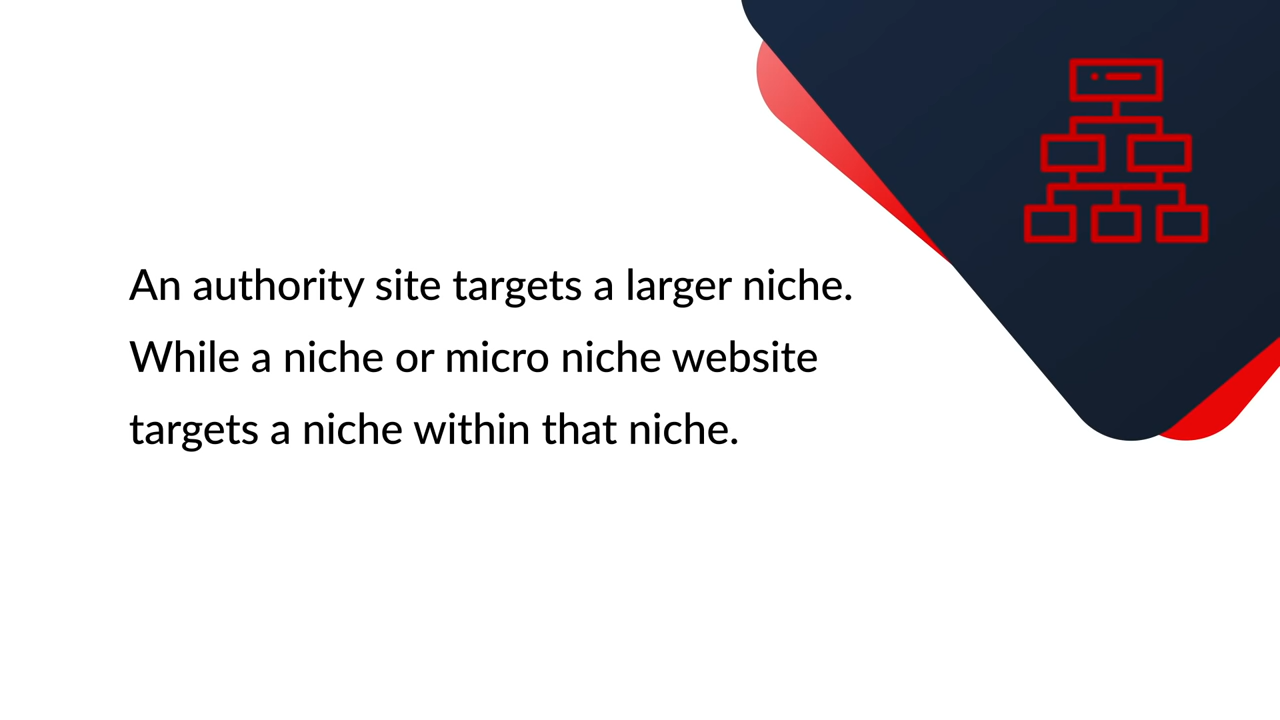 An authority site targets a larger niche.
While a niche or micro niche website
targets a niche within that niche.